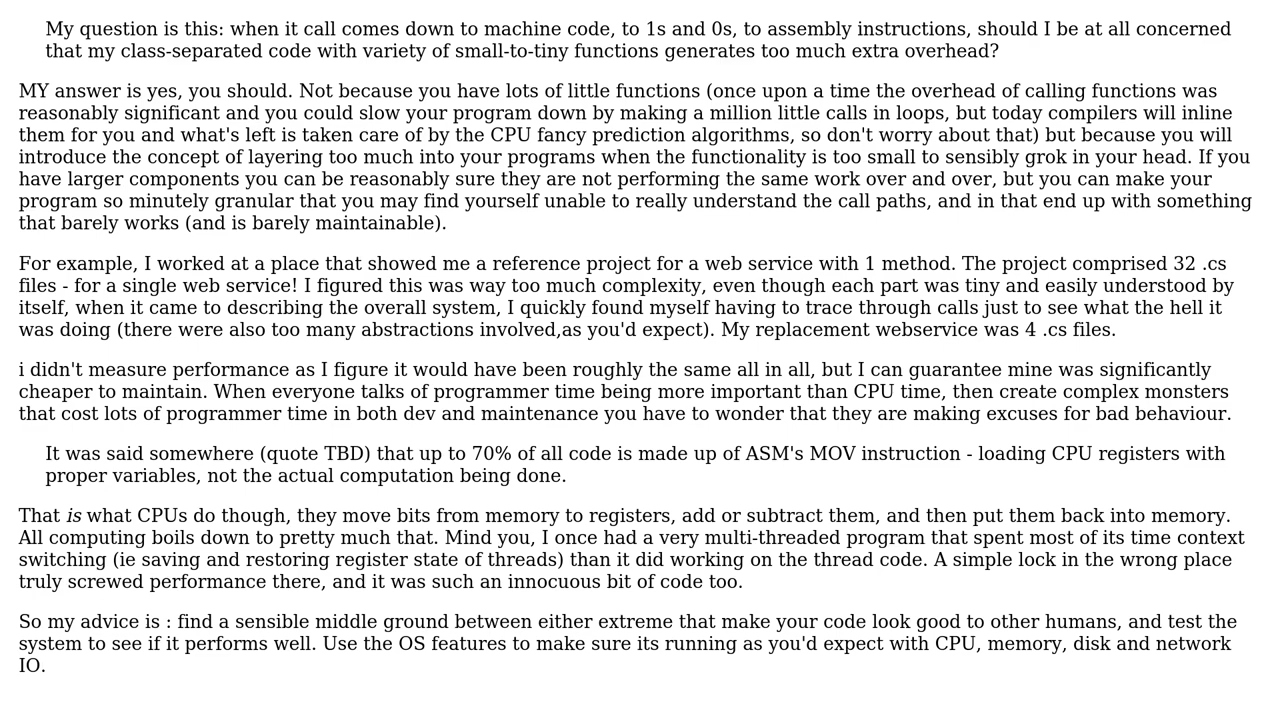 My question is this: when it call comes down to machine code, to 1s and 0s, to assembly instructions, should I be at all concerned
that my class-separated code with variety of small-to-tiny functions generates too much extra overhead?
MY answer is yes, you should. Not because you have lots of little functions (once upon a time the overhead of calling functions was
reasonably significant and you could slow your program down by making a million little calls in loops, but today compilers will inline
them for you and what's left is taken care of by the CPU fancy prediction algorithms, so don't worry about that) but because you will
introduce the concept of layering too much into your programs when the functionality is too small to sensibly grok in your head. If you
have larger components you can be reasonably sure they are not performing the same work over and over, but you can make your
program so minutely granular that you may find yourself unable to really understand the call paths, and in that end up with something
that barely works (and is barely maintainable).
For example, I worked at a place that showed me a reference project for a web service with 1 method. The project comprised 32 .cs
files - for a single web service! I figured this was way too much complexity, even though each part was tiny and easily understood by
itself, when it came to describing the overall system, I quickly found myself having to trace through calls just to see what the hell it
was doing (there were also too many abstractions involved,as you'd expect). My replacement webservice was 4 .cs files.
i didn't measure performance as I figure it would have been roughly the same all in all, but I can guarantee mine was significantly
cheaper to maintain. When everyone talks of programmer time being more important than CPU time, then create complex monsters
that cost lots of programmer time in both dev and maintenance you have to wonder that they are making excuses for bad behaviour.
It was said somewhere (quote TBD) that up to 70% of all code is made up of ASM's MOV instruction - loading CPU registers with
proper variables, not the actual computation being done.
That is what CPUs do though, they move bits from memory to registers, add or subtract them, and then put them back into memory.
All computing boils down to pretty much that. Mind you, I once had a very multi-threaded program that spent most of its time context
switching (ie saving and restoring register state of threads) than it did working on the thread code. A simple lock in the wrong place
truly screwed performance there, and it was such an innocuous bit of code too.
So my advice is : find a sensible middle ground between either extreme that make your code look good to other humans, and test the
system to see if it performs well. Use the OS features to make sure its running as you'd expect with CPU, memory, disk and network
IO.